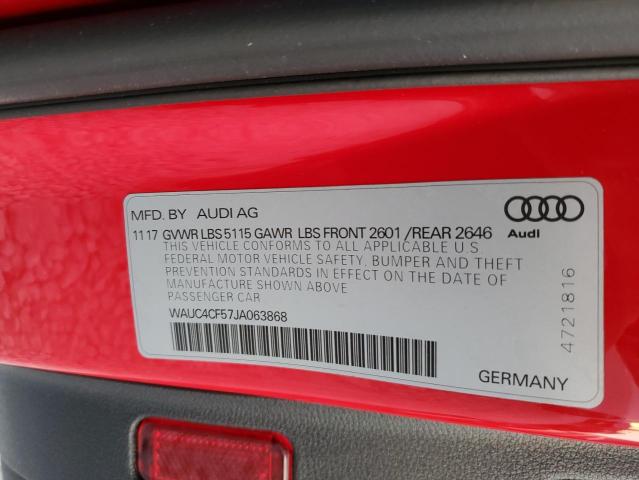 MFD. BY AUDI AG
11 17 GVWR LBS 5115 GAWR LBS FRONT 2601 /REAR 2646
THIS VEHICLE CONFORMS TO ALL APPLICABLE U.S
FEDERAL MOTOR VEHICLE SAFETY, BUMPER AND THEFT
PREVENTION STANDARDS IN EFFECT ON THE DATE OF
MANUFACTURE SHOWN ABOVE
PASSENGER CAR
WAUC4CF57JA063868
Audi
4721816
GERMANY